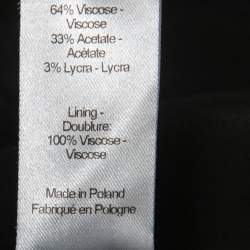 64% Viscose -
Viscose
33% Acetate -
Acétate
3% Lycra - Lycra
Lining -
Doublure:
100% Viscose -
Viscose
Made in Poland
Fabriqué en Pologne